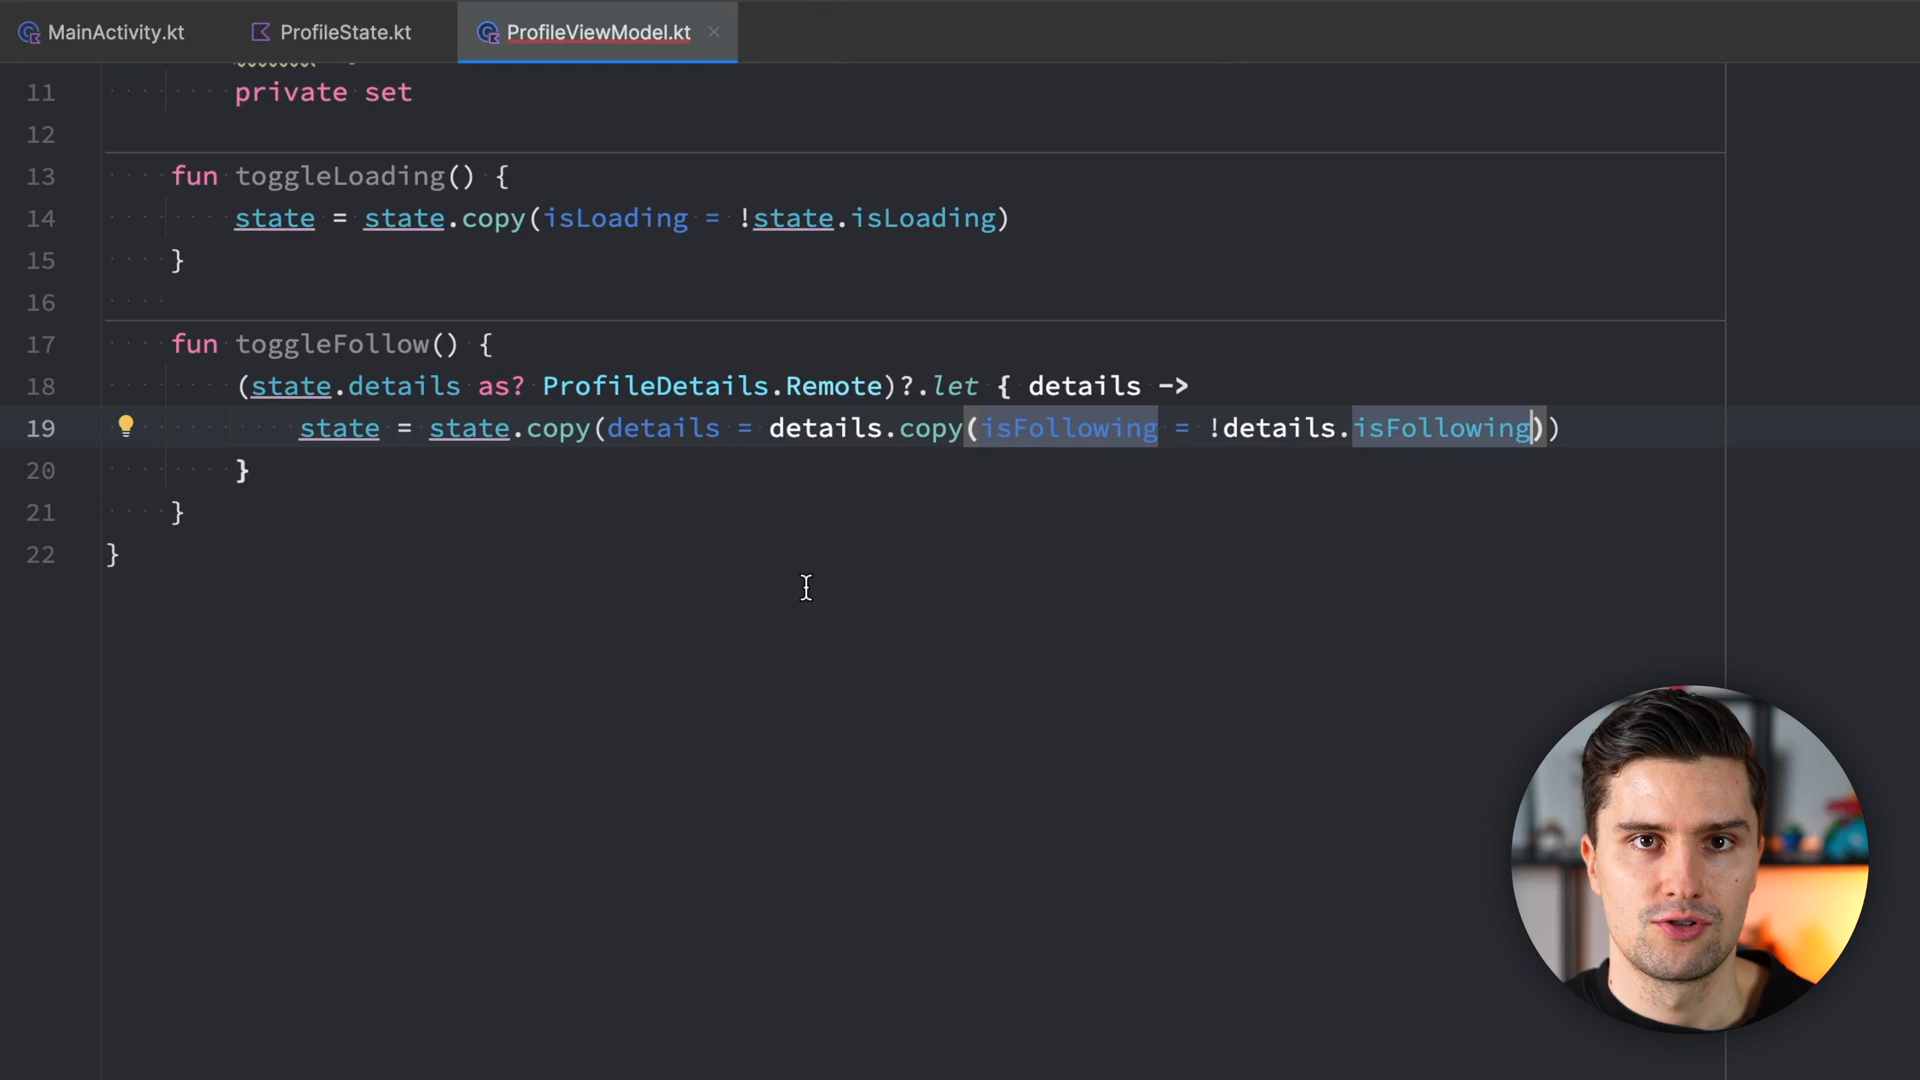 MainActivity.kt ProfileState.kt ProfileViewModel.kt
11 private set
12
13 fun toggleLoading() {
14 state = state.copy(isLoading = !state.isLoading)
15 }
16
17 fun toggleFollow() {
18 (state.details as? ProfileDetails.Remote)?.let { details ->
19 state = state.copy(details = details.copy(isFollowing = !details.isFollowing))
20 }
21 }
22 }